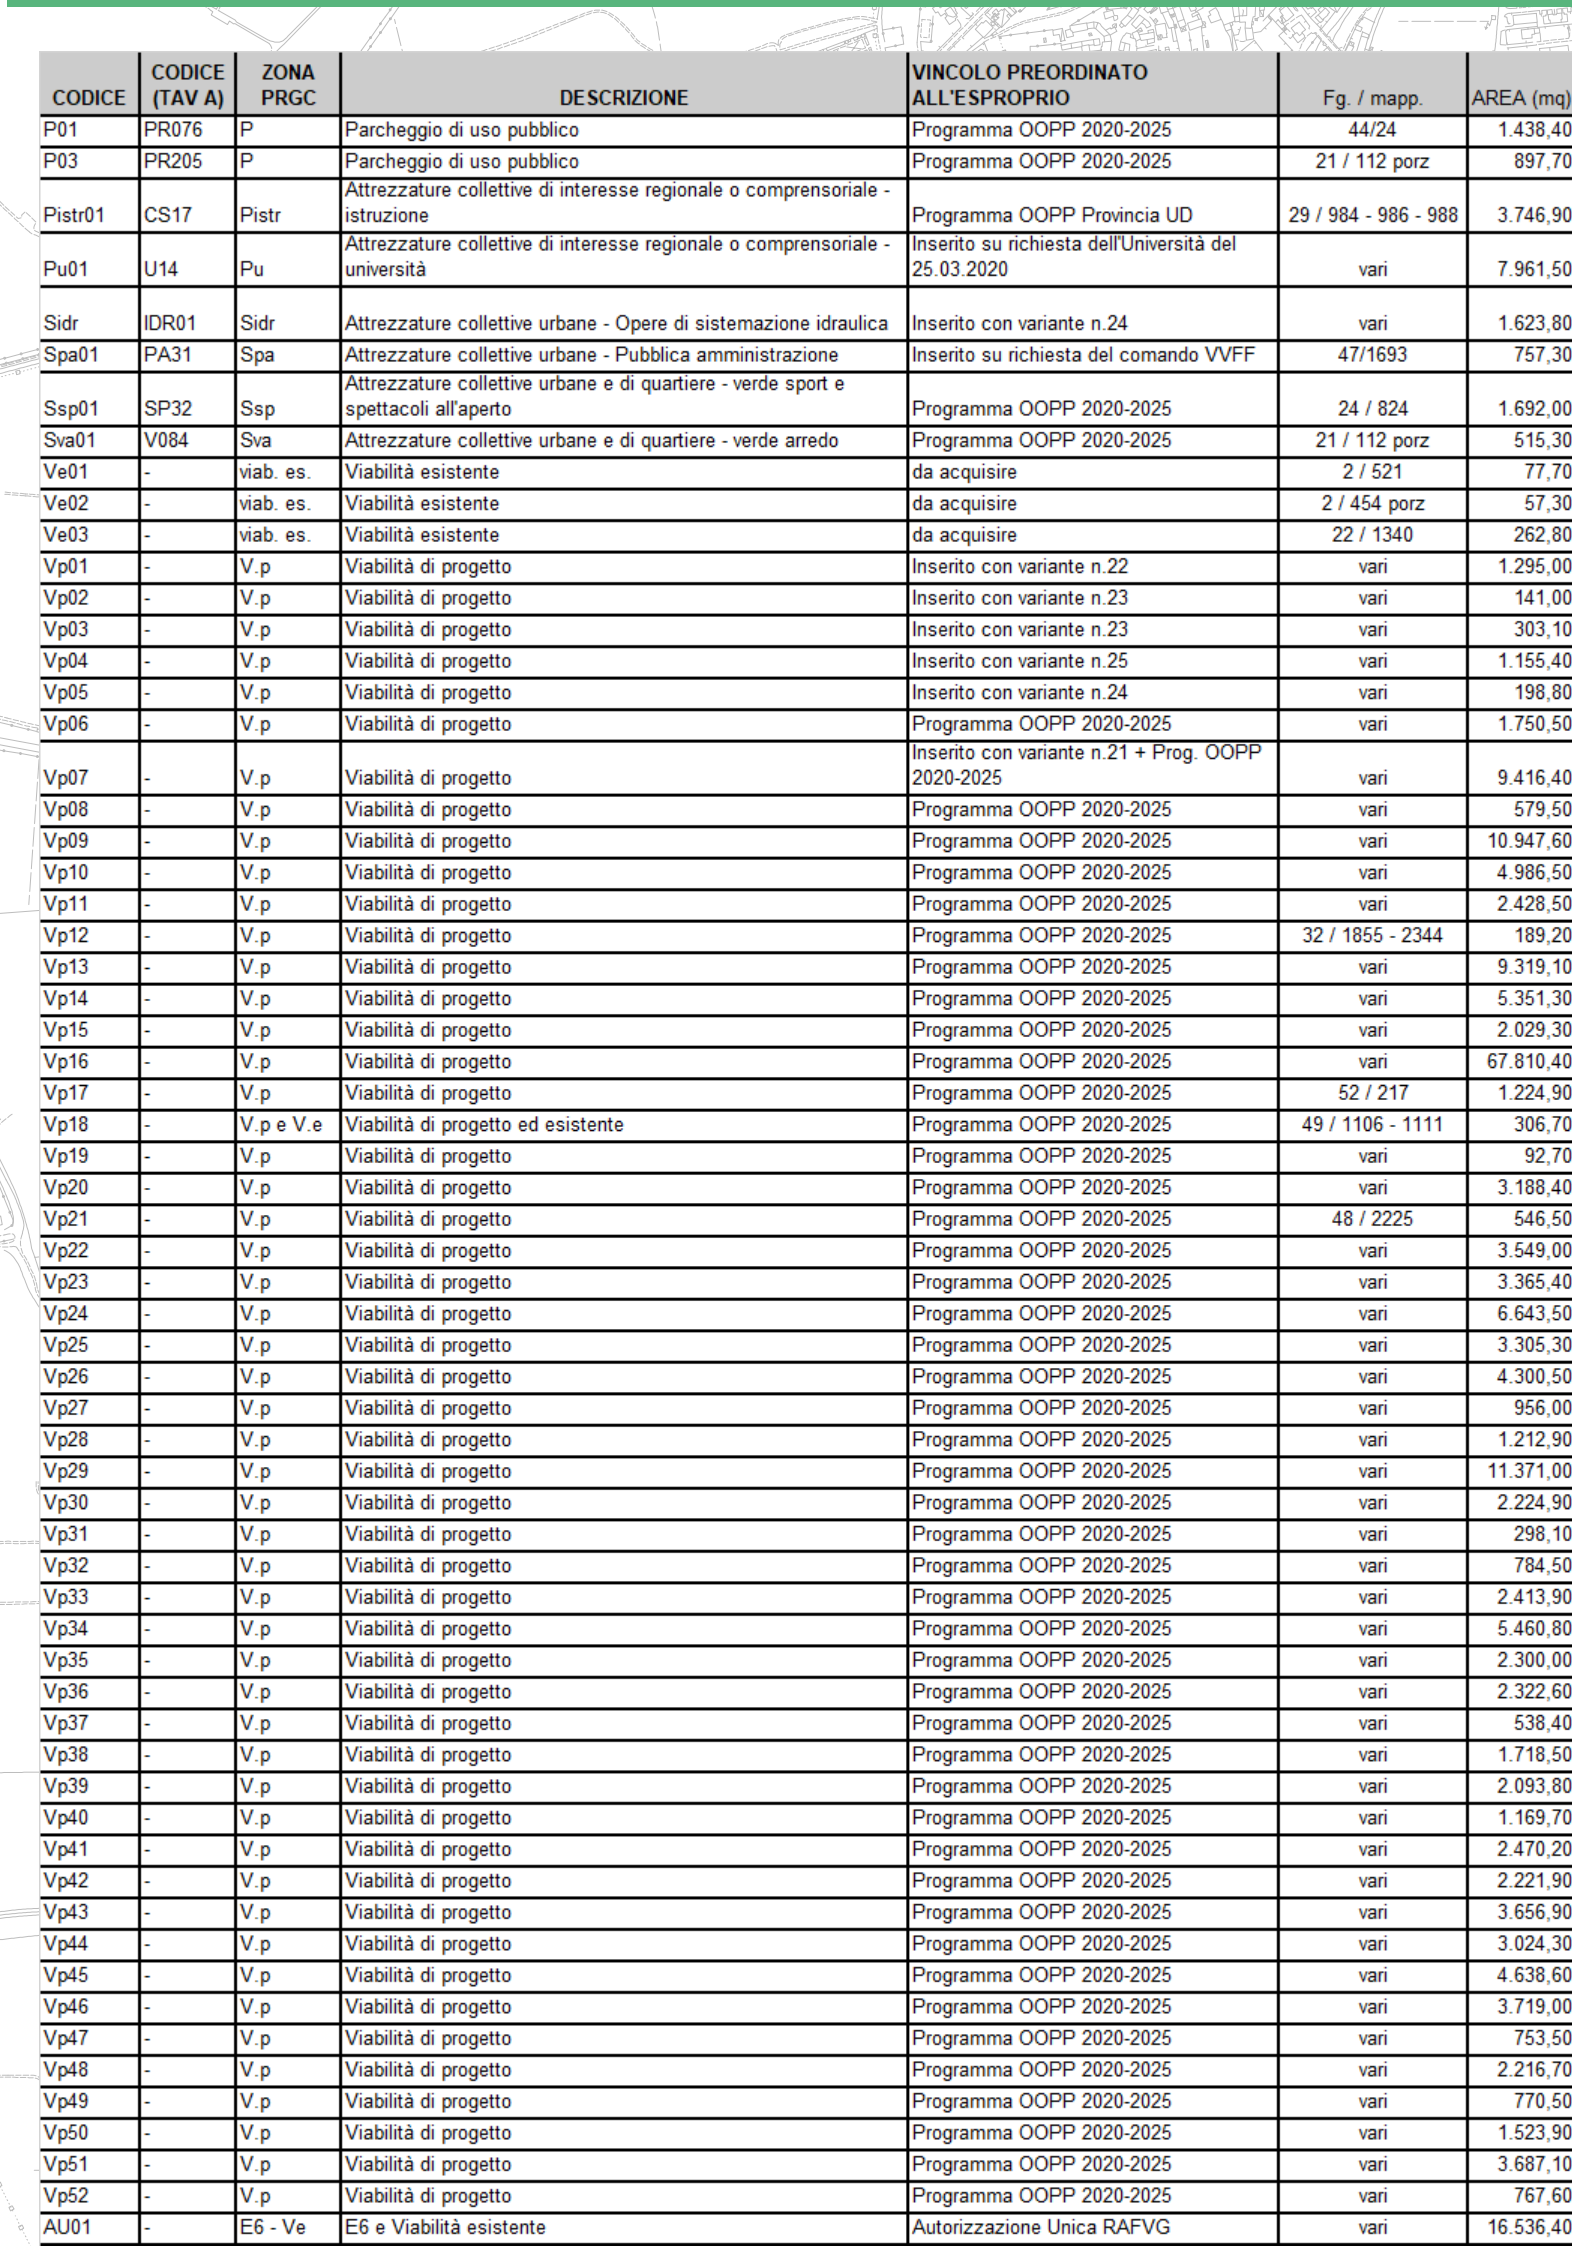 CODICE CODICE (TAV A) ZONA PRGC DESCRIZIONE VINCOLO PREORDINATO ALL'ESPROPRIO Fg. / mapp. AREA (mq)
P01 PR076 P Parcheggio di uso pubblico Programma OOPP 2020-2025 44/24 1.438,40
P03 PR205 P Parcheggio di uso pubblico Programma OOPP 2020-2025 21 / 112 porz 897,70
Pistr01 CS17 Pistr Attrezzature collettive di interesse regionale o comprensoriale - istruzione Programma OOPP Provincia UD 29 / 984 - 986 - 988 3.746,90
Pu01 U14 Pu Attrezzature collettive di interesse regionale o comprensoriale - università Inserito su richiesta dell'Università del 25.03.2020 vari 7.961,50
Sidr IDR01 Sidr Attrezzature collettive urbane - Opere di sistemazione idraulica Inserito con variante n.24 vari 1.623,80
Spa01 PA31 Spa Attrezzature collettive urbane - Pubblica amministrazione Inserito su richiesta del comando VVFF 47/1693 757,30
Ssp01 SP32 Ssp Attrezzature collettive urbane e di quartiere - verde sport e spettacoli all'aperto Programma OOPP 2020-2025 24 / 824 1.692,00
Sva01 V084 Sva Attrezzature collettive urbane e di quartiere - verde arredo Programma OOPP 2020-2025 21 / 112 porz 515,30
Ve01 - viab. es. Viabilità esistente da acquisire 2 / 521 77,70
Ve02 - viab. es. Viabilità esistente da acquisire 2 / 454 porz 57,30
Ve03 - viab. es. Viabilità esistente da acquisire 22 / 1340 262,80
Vp01 - V.p Viabilità di progetto Inserito con variante n.22 vari 1.295,00
Vp02 - V.p Viabilità di progetto Inserito con variante n.23 vari 141,00
Vp03 - V.p Viabilità di progetto Inserito con variante n.23 vari 303,10
Vp04 - V.p Viabilità di progetto Inserito con variante n.25 vari 1.155,40
Vp05 - V.p Viabilità di progetto Inserito con variante n.24 vari 198,80
Vp06 - V.p Viabilità di progetto Programma OOPP 2020-2025 vari 1.750,50
Vp07 - V.p Viabilità di progetto Inserito con variante n.21 + Prog. OOPP 2020-2025 vari 9.416,40
Vp08 - V.p Viabilità di progetto Programma OOPP 2020-2025 vari 579,50
Vp09 - V.p Viabilità di progetto Programma OOPP 2020-2025 vari 10.947,60
Vp10 - V.p Viabilità di progetto Programma OOPP 2020-2025 vari 4.986,50
Vp11 - V.p Viabilità di progetto Programma OOPP 2020-2025 vari 2.428,50
Vp12 - V.p Viabilità di progetto Programma OOPP 2020-2025 32 / 1855 - 2344 189,20
Vp13 - V.p Viabilità di progetto Programma OOPP 2020-2025 vari 9.319,10
Vp14 - V.p Viabilità di progetto Programma OOPP 2020-2025 vari 5.351,30
Vp15 - V.p Viabilità di progetto Programma OOPP 2020-2025 vari 2.029,30
Vp16 - V.p Viabilità di progetto Programma OOPP 2020-2025 vari 67.810,40
Vp17 - V.p Viabilità di progetto Programma OOPP 2020-2025 52 / 217 1.224,90
Vp18 - V.p e V.e Viabilità di progetto ed esistente Programma OOPP 2020-2025 49 / 1106 - 1111 306,70
Vp19 - V.p Viabilità di progetto Programma OOPP 2020-2025 vari 92,70
Vp20 - V.p Viabilità di progetto Programma OOPP 2020-2025 vari 3.188,40
Vp21 - V.p Viabilità di progetto Programma OOPP 2020-2025 48 / 2225 546,50
Vp22 - V.p Viabilità di progetto Programma OOPP 2020-2025 vari 3.549,00
Vp23 - V.p Viabilità di progetto Programma OOPP 2020-2025 vari 3.365,40
Vp24 - V.p Viabilità di progetto Programma OOPP 2020-2025 vari 6.643,50
Vp25 - V.p Viabilità di progetto Programma OOPP 2020-2025 vari 3.305,30
Vp26 - V.p Viabilità di progetto Programma OOPP 2020-2025 vari 4.300,50
Vp27 - V.p Viabilità di progetto Programma OOPP 2020-2025 vari 956,00
Vp28 - V.p Viabilità di progetto Programma OOPP 2020-2025 vari 1.212,90
Vp29 - V.p Viabilità di progetto Programma OOPP 2020-2025 vari 11.371,00
Vp30 - V.p Viabilità di progetto Programma OOPP 2020-2025 vari 2.224,90
Vp31 - V.p Viabilità di progetto Programma OOPP 2020-2025 vari 298,10
Vp32 - V.p Viabilità di progetto Programma OOPP 2020-2025 vari 784,50
Vp33 - V.p Viabilità di progetto Programma OOPP 2020-2025 vari 2.413,90
Vp34 - V.p Viabilità di progetto Programma OOPP 2020-2025 vari 5.460,80
Vp35 - V.p Viabilità di progetto Programma OOPP 2020-2025 vari 2.300,00
Vp36 - V.p Viabilità di progetto Programma OOPP 2020-2025 vari 2.322,60
Vp37 - V.p Viabilità di progetto Programma OOPP 2020-2025 vari 538,40
Vp38 - V.p Viabilità di progetto Programma OOPP 2020-2025 vari 1.718,50
Vp39 - V.p Viabilità di progetto Programma OOPP 2020-2025 vari 2.093,80
Vp40 - V.p Viabilità di progetto Programma OOPP 2020-2025 vari 1.169,70
Vp41 - V.p Viabilità di progetto Programma OOPP 2020-2025 vari 2.470,20
Vp42 - V.p Viabilità di progetto Programma OOPP 2020-2025 vari 2.221,90
Vp43 - V.p Viabilità di progetto Programma OOPP 2020-2025 vari 3.656,90
Vp44 - V.p Viabilità di progetto Programma OOPP 2020-2025 vari 3.024,30
Vp45 - V.p Viabilità di progetto Programma OOPP 2020-2025 vari 4.638,60
Vp46 - V.p Viabilità di progetto Programma OOPP 2020-2025 vari 3.719,00
Vp47 - V.p Viabilità di progetto Programma OOPP 2020-2025 vari 753,50
Vp48 - V.p Viabilità di progetto Programma OOPP 2020-2025 vari 2.216,70
Vp49 - V.p Viabilità di progetto Programma OOPP 2020-2025 vari 770,50
Vp50 - V.p Viabilità di progetto Programma OOPP 2020-2025 vari 1.523,90
Vp51 - V.p Viabilità di progetto Programma OOPP 2020-2025 vari 3.687,10
Vp52 - V.p Viabilità di progetto Programma OOPP 2020-2025 vari 767,60
AU01 - E6 - Ve E6 e Viabilità esistente Autorizzazione Unica RAFVG vari 16.536,40